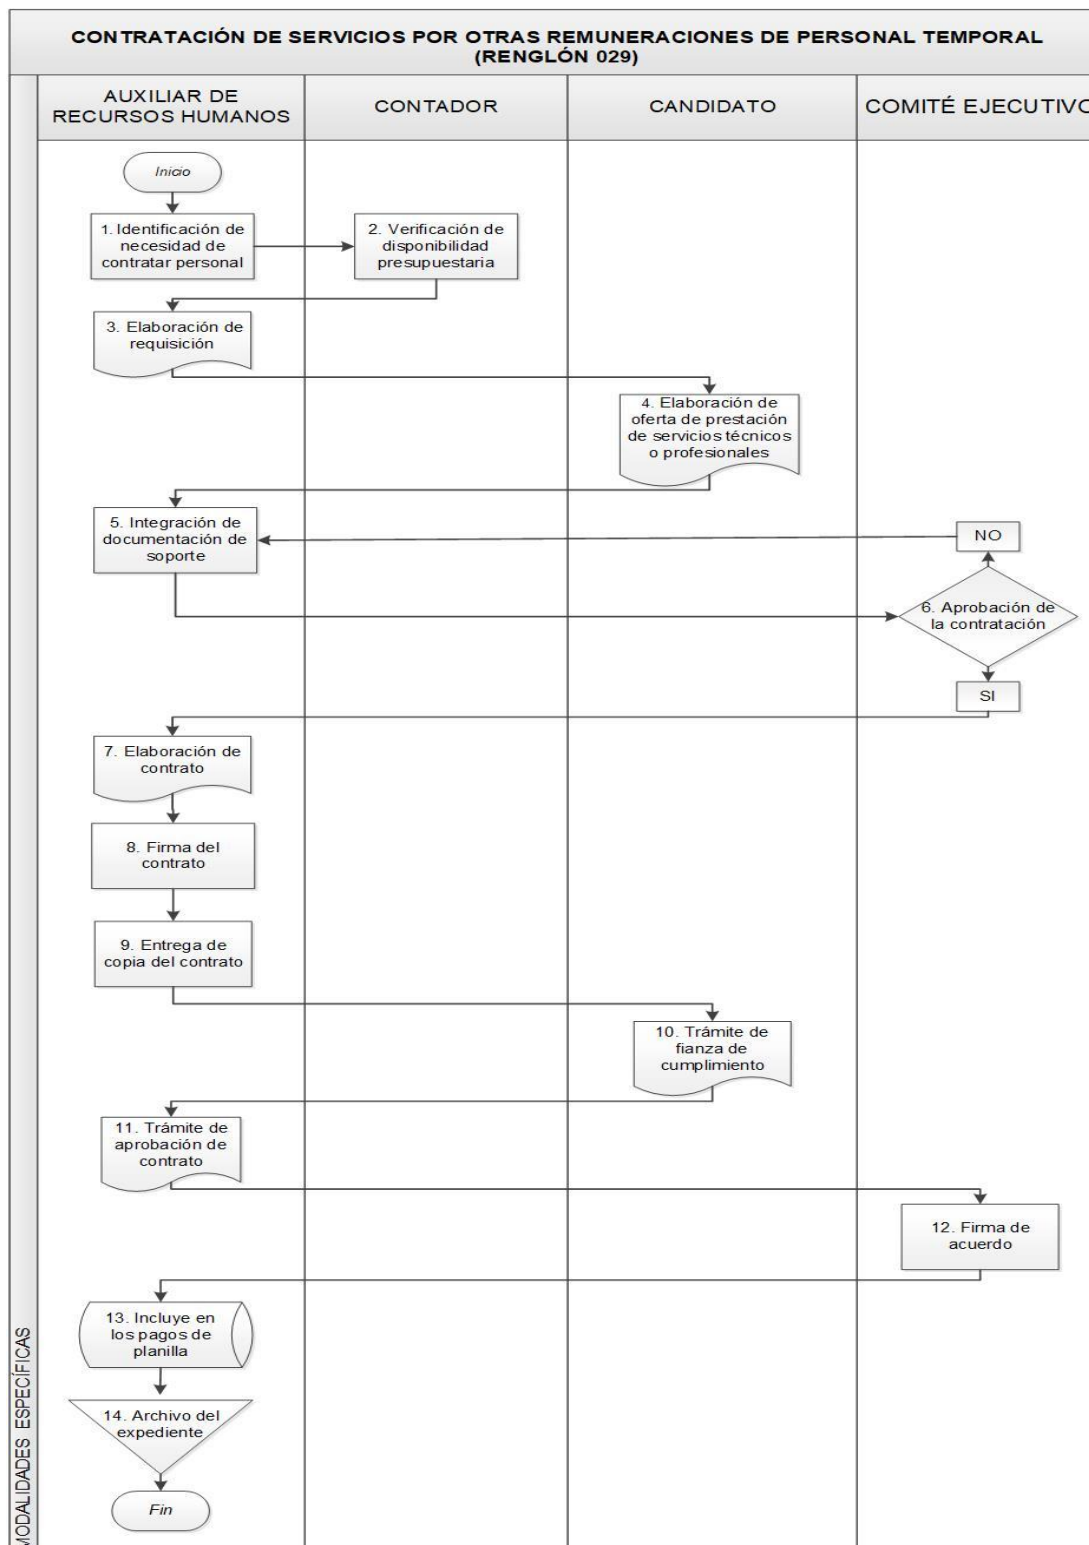 CONTRATACIÓN DE SERVICIOS POR OTRAS REMUNERACIONES DE PERSONAL TEMPORAL
(RENGLÓN 029)
AUXILIAR DE
RECURSOS HUMANOS
CONTADOR
CANDIDATO
COMITÉ EJECUTIVO
Inicio
1. Identificación de
necesidad de
contratar personal
2. Verificación de
disponibilidad
presupuestaria
3. Elaboración de
requisición
4. Elaboración de
oferta de prestación
de servicios técnicos
o profesionales
5. Integración de
documentación de
soporte
NO
6. Aprobación de
la contratación
SI
7. Elaboración de
contrato
8. Firma del
contrato
9. Entrega de
copia del contrato
10. Trámite de
fianza de
cumplimiento
11. Trámite de
aprobación de
contrato
12. Firma de
acuerdo
13. Incluye en
los pagos de
planilla
14. Archivo del
expediente
Fin
MODALIDADES ESPECÍFICAS